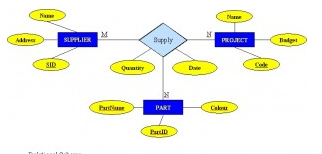 Name
Name
Address
SUPPLIER
M
Supply
N
PROJECT
Budget
SID
Quantity
Date
Code
N
PartName
PART
Colour
PartID